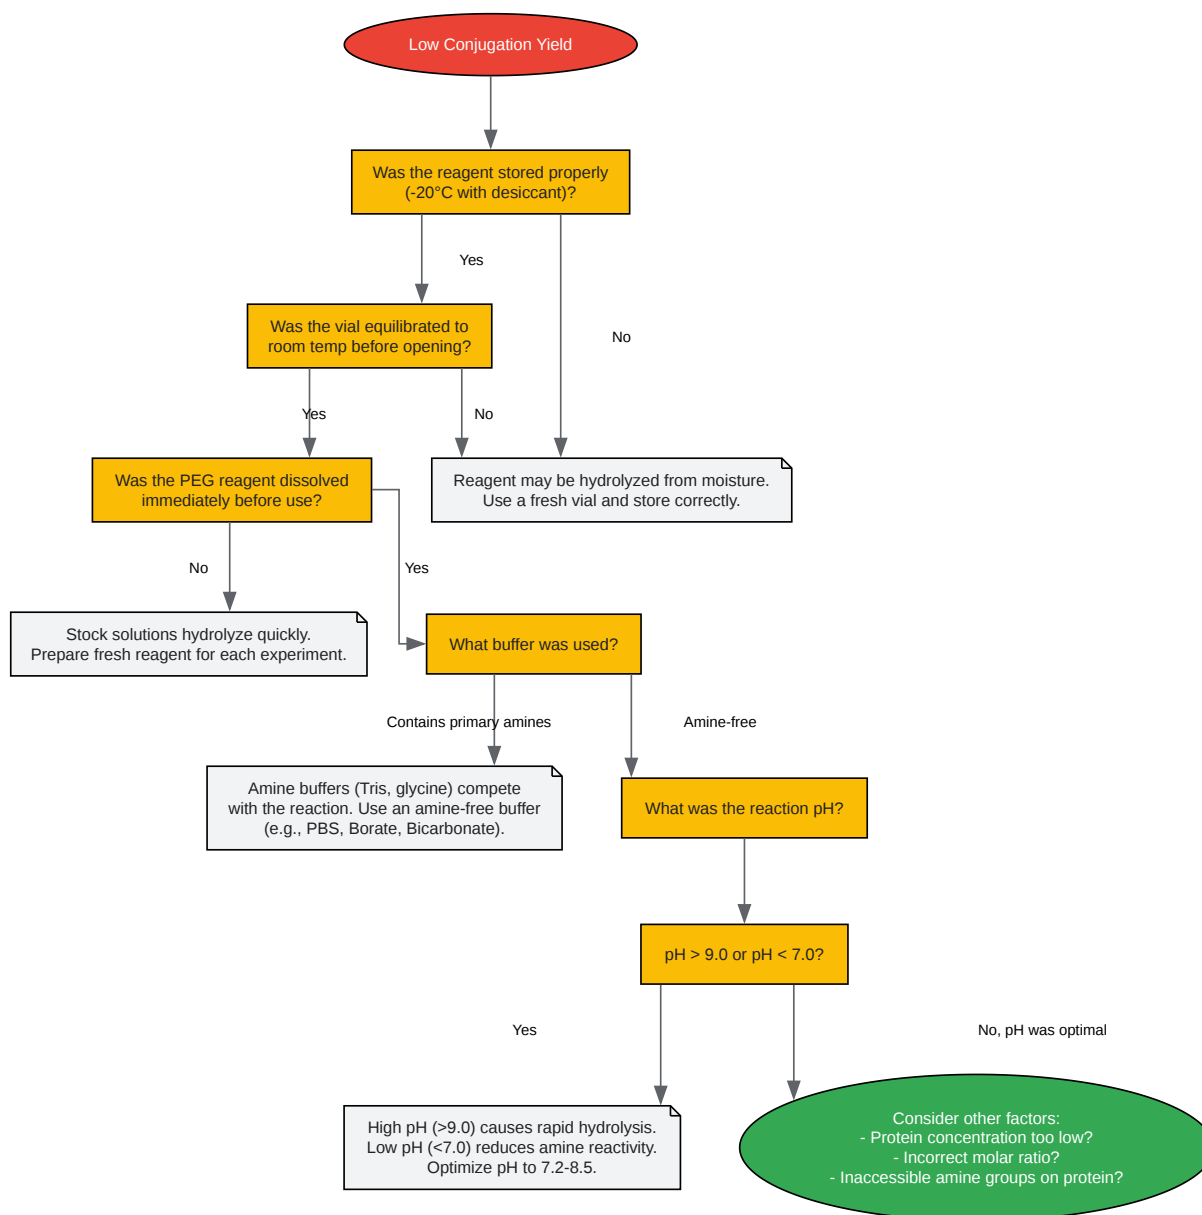 Low Conjugation Yield
Was the reagent stored properly
(-20°C with desiccant)?
Yes
Was the vial equilibrated to
room temp before opening?
No
Yes
No
Was the PEG reagent dissolved
immediately before use?
Reagent may be hydrolyzed from moisture.
Use a fresh vial and store correctly.
No
Yes
Stock solutions hydrolyze quickly.
Prepare fresh reagent for each experiment.
What buffer was used?
Contains primary amines
Amine-free
Amine buffers (Tris, glycine) compete
with the reaction. Use an amine-free buffer
(e.g., PBS, Borate, Bicarbonate).
What was the reaction pH?
pH > 9.0 or pH < 7.0?
Yes
No, pH was optimal
High pH (>9.0) causes rapid hydrolysis.
Low pH (<7.0) reduces amine reactivity.
Optimize pH to 7.2-8.5.
Consider other factors:
- Protein concentration too low?
- Incorrect molar ratio?
- Inaccessible amine groups on protein?